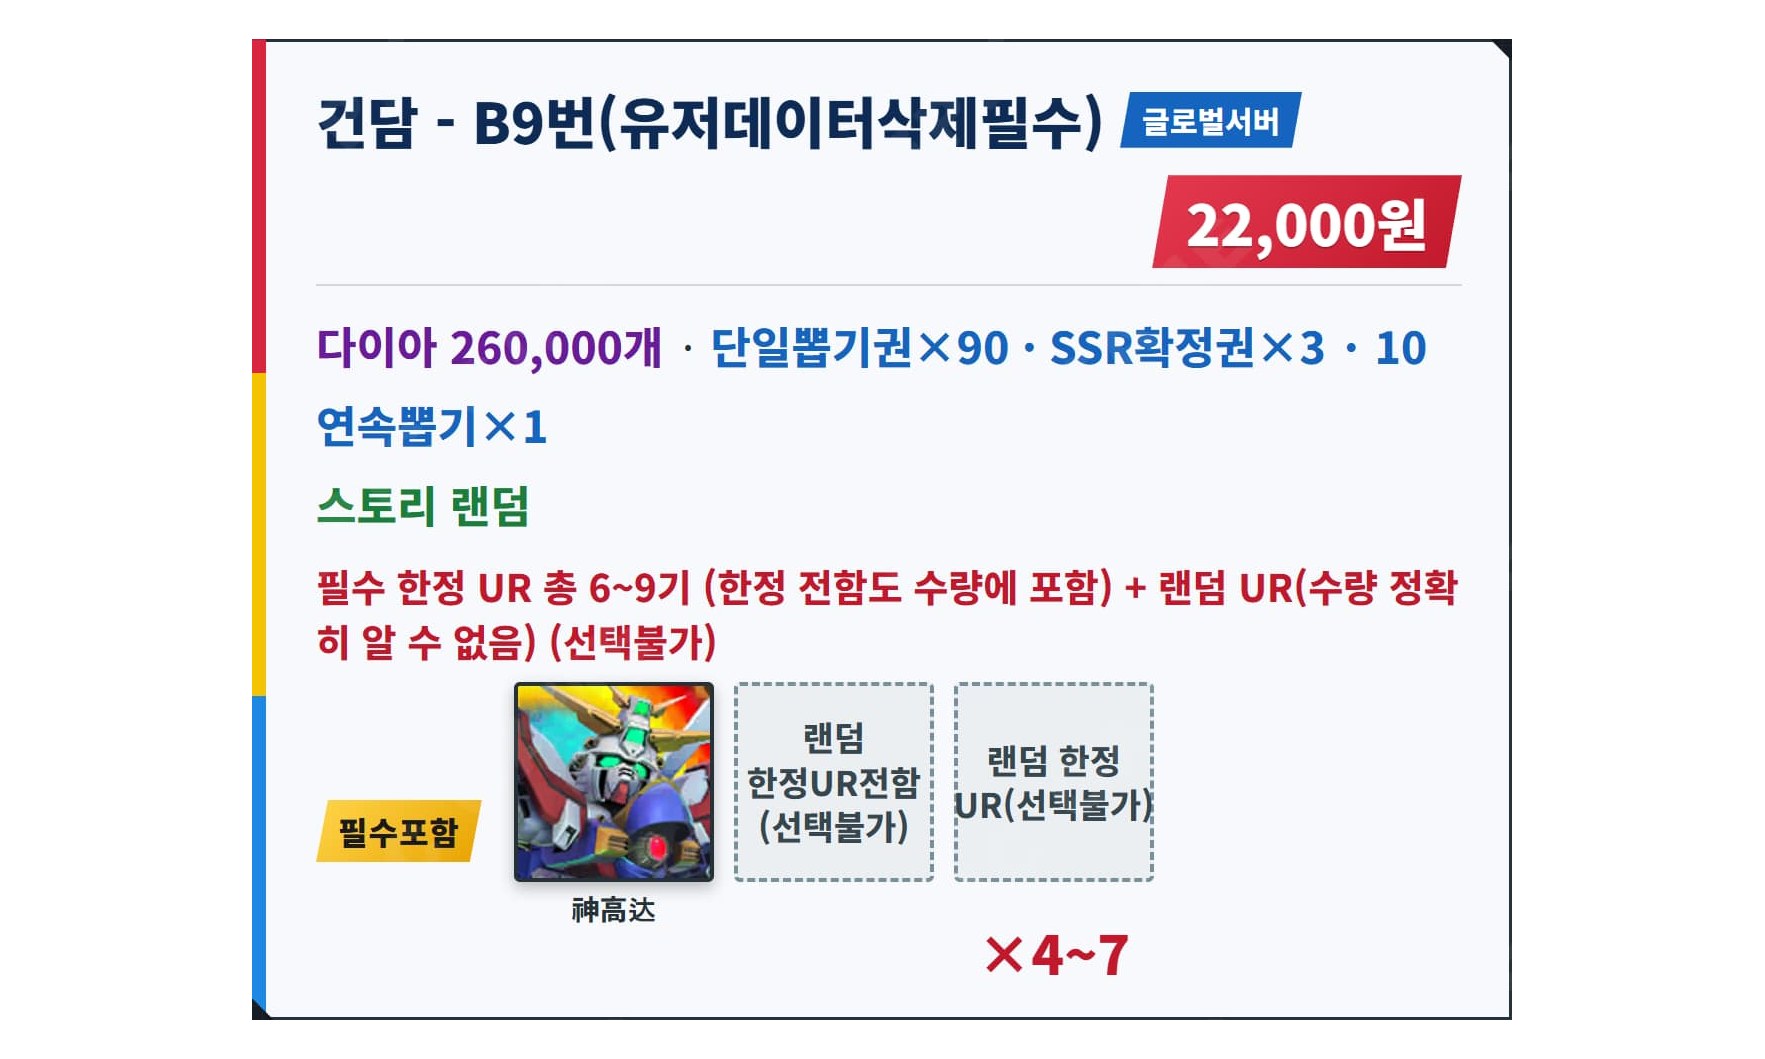 건담 - B9번(유저데이터삭제필수) 글로벌서버
22,000원
다이아 260,000개 · 단일뽑기권×90 · SSR확정권×3 · 10
연속뽑기×1
스토리 랜덤
필수 한정 UR 총 6~9기 (한정 전함도 수량에 포함) + 랜덤 UR(수량 정확
히 알 수 없음) (선택불가)
필수포함
神高达
랜덤
한정UR전함
(선택불가)
랜덤 한정
UR(선택불가)
×4~7